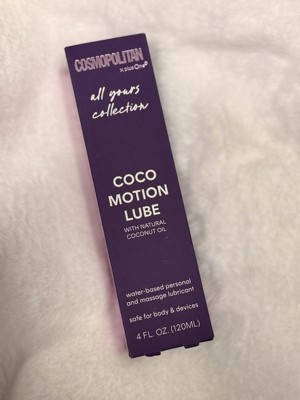 COSMOPOLITAN
x plusOne®
all yours
collection
COCO
MOTION
LUBE
WITH NATURAL
COCONUT OIL
water-based personal
and massage lubricant
safe for body & devices
4 FL. OZ. (120ML)